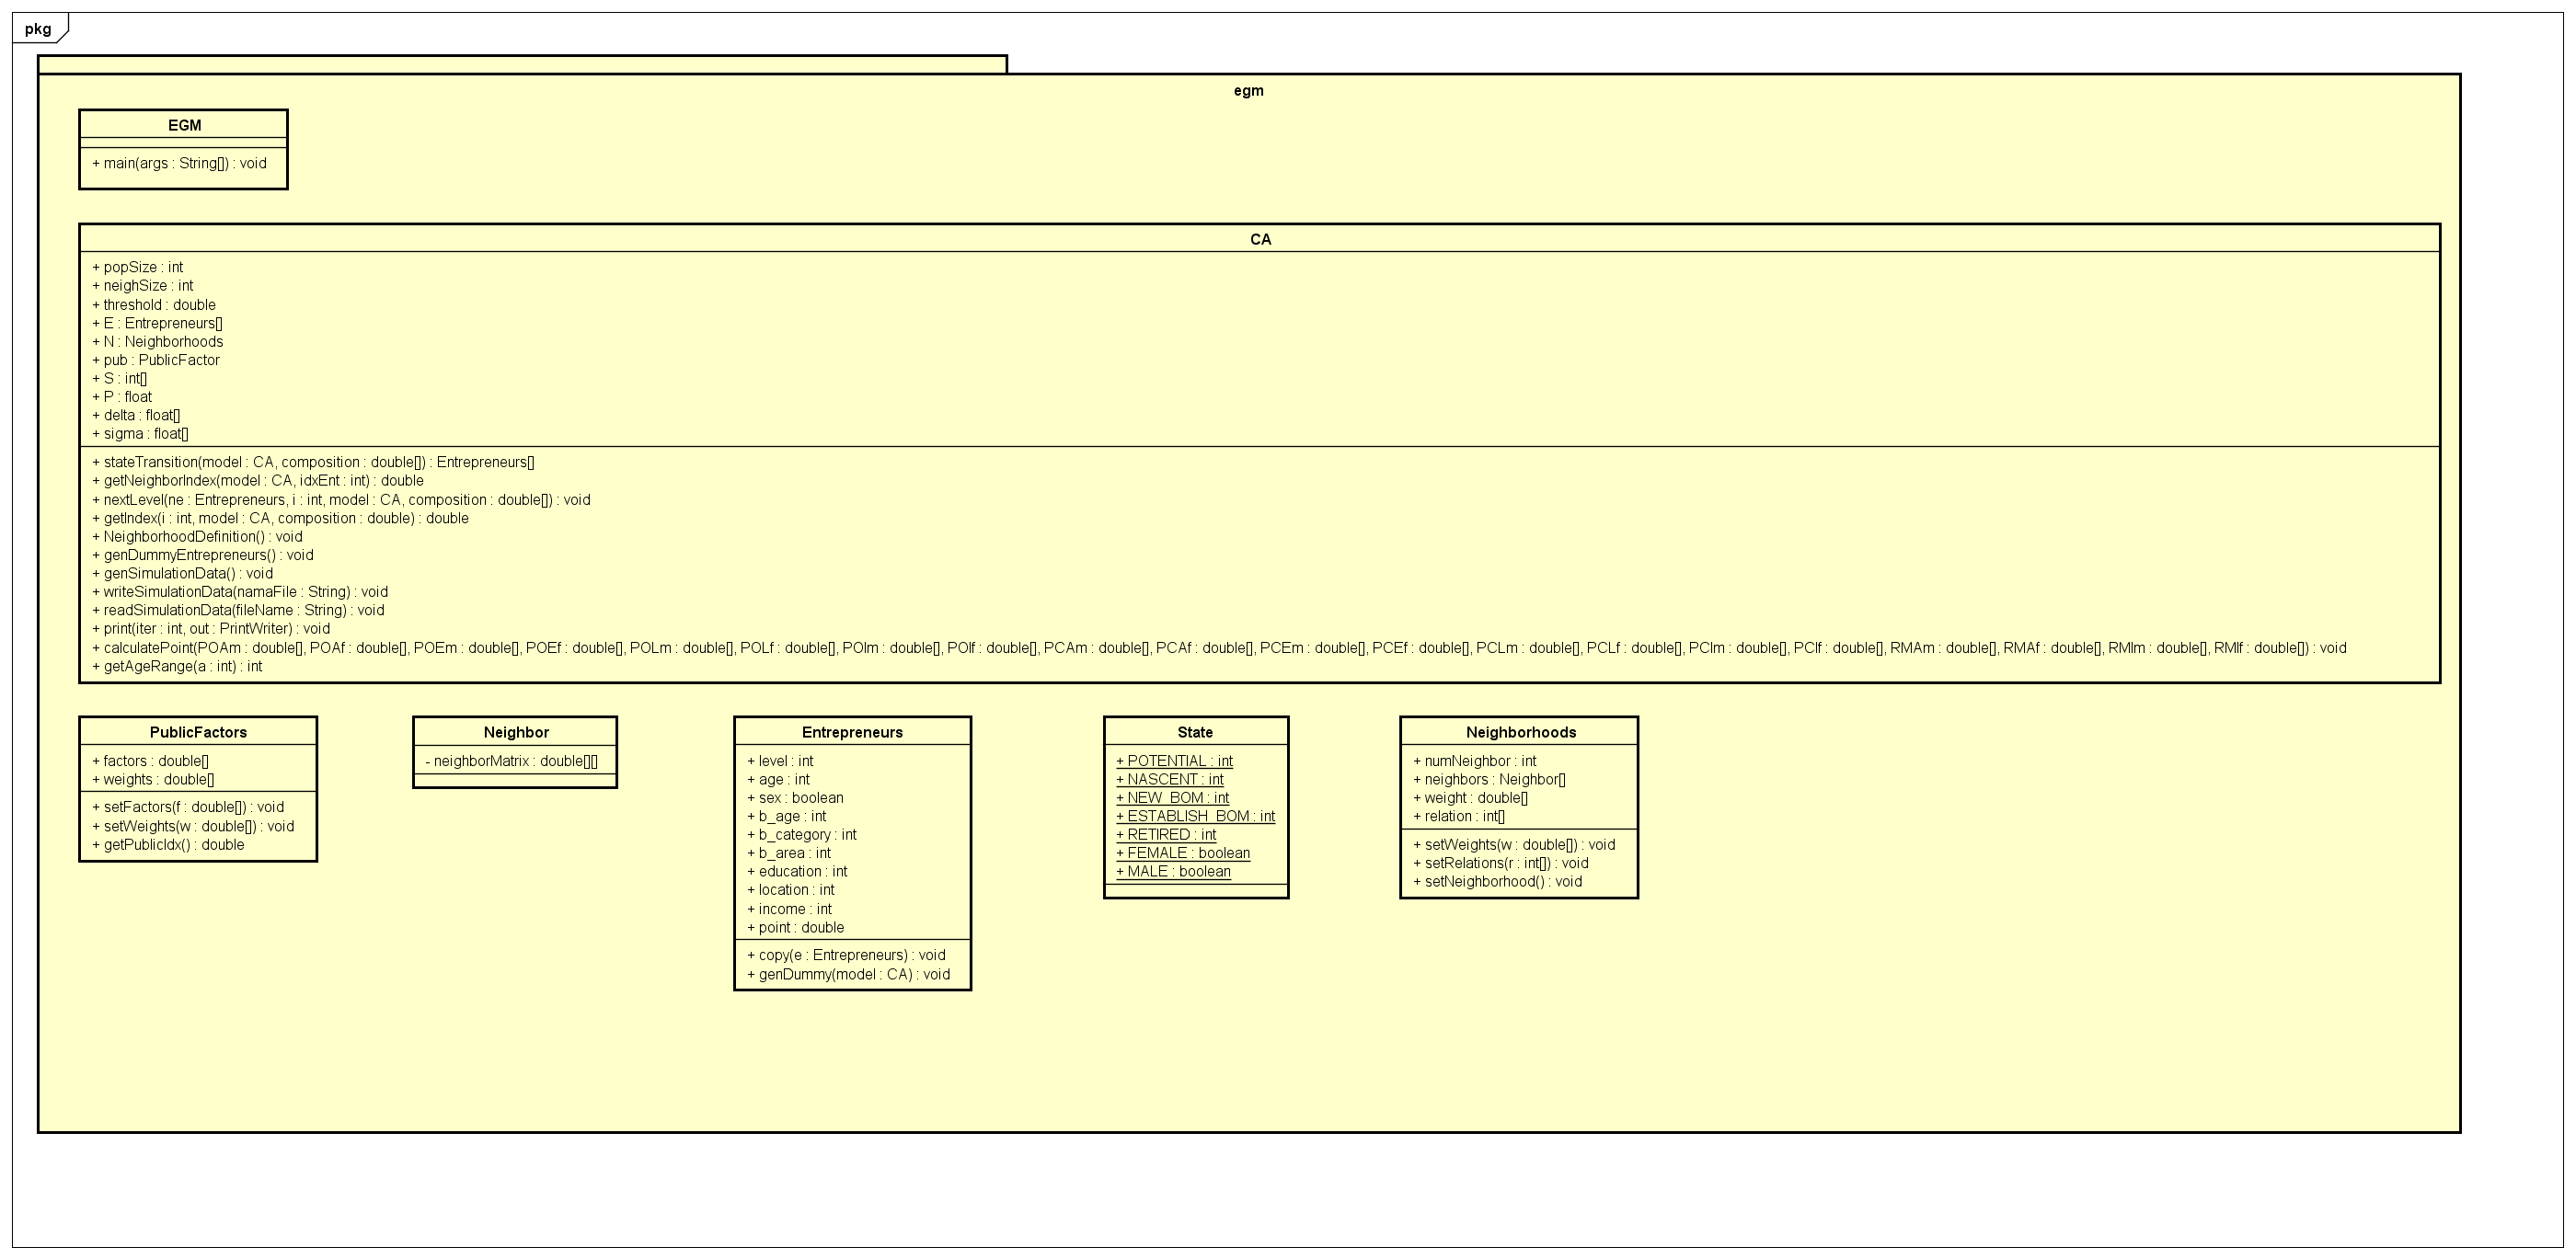 pkg
egm
EGM
+ main(args : String[]) : void
CA
+ popSize : int
+ neighSize : int
+ threshold : double
+ E : Entrepreneurs[]
+ N : Neighborhoods
+ pub : PublicFactor
+ S : int[]
+ P : float
+ delta : float[]
+ sigma : float[]
+ stateTransition(model : CA, composition : double[]) : Entrepreneurs[]
+ getNeighborIndex(model : CA, idxEnt : int) : double
+ nextLevel(ne : Entrepreneurs, i : int, model : CA, composition : double[]) : void
+ getIndex(i : int, model : CA, composition : double) : double
+ NeighborhoodDefinition() : void
+ genDummyEntrepreneurs() : void
+ genSimulationData() : void
+ writeSimulationData(namaFile : String) : void
+ readSimulationData(fileName : String) : void
+ print(iter : int, out : PrintWriter) : void
+ calculatePoint(POAm : double[], POAf : double[], POEm : double[], POEf : double[], POLm : double[], POLf : double[], POIm : double[], POIf : double[], PCAm : double[], PCAf : double[], PCEm : double[], PCEf : double[], PCLm : double[], PCLf : double[], PCIm : double[], PCIf : double[], RMAm : double[], RMAf : double[], RMIm : double[], RMIf : double[]) : void
+ getAgeRange(a : int) : int
PublicFactors
+ factors : double[]
+ weights : double[]
+ setFactors(f : double[]) : void
+ setWeights(w : double[]) : void
+ getPublicIdx() : double
Neighbor
- neighborMatrix : double[][]
Entrepreneurs
+ level : int
+ age : int
+ sex : boolean
+ b_age : int
+ b_category : int
+ b_area : int
+ education : int
+ location : int
+ income : int
+ point : double
+ copy(e : Entrepreneurs) : void
+ genDummy(model : CA) : void
State
+ POTENTIAL : int
+ NASCENT : int
+ NEW_BOM : int
+ ESTABLISH_BOM : int
+ RETIRED : int
+ FEMALE : boolean
+ MALE : boolean
Neighborhoods
+ numNeighbor : int
+ neighbors : Neighbor[]
+ weight : double[]
+ relation : int[]
+ setWeights(w : double[]) : void
+ setRelations(r : int[]) : void
+ setNeighborhood() : void